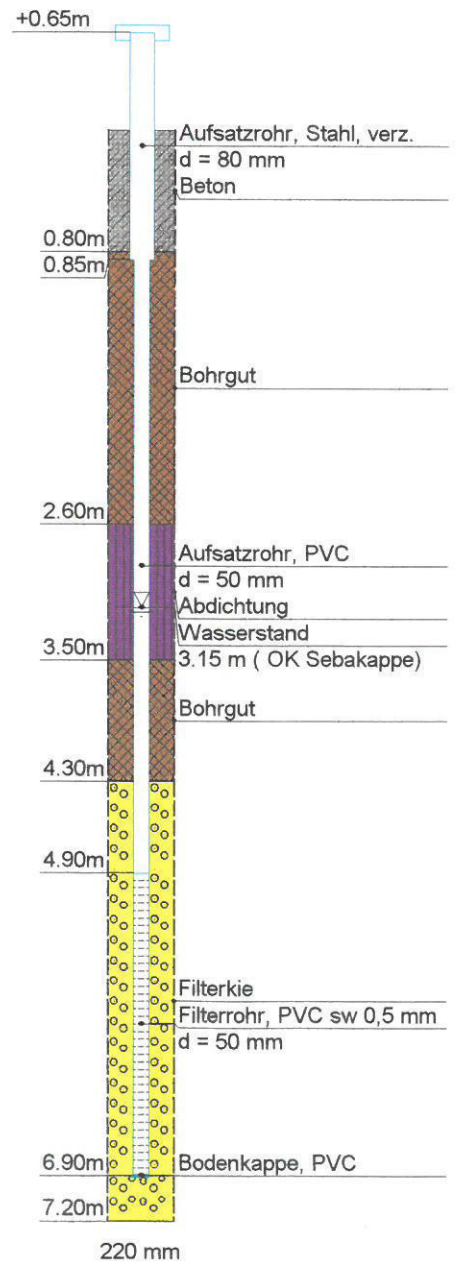 +0.65m
Aufsatzrohr, Stahl, verz.
d = 80 mm
Beton
0.80m
0.85m
Bohrgut
2.60m
Aufsatzrohr, PVC
d = 50 mm
Abdichtung
Wasserstand
3.50m
3.15 m ( OK Sebakappe)
Bohrgut
4.30m
4.90m
Filterkie
Filterrohr, PVC sw 0,5 mm
d = 50 mm
6.90m
Bodenkappe, PVC
7.20m
220 mm